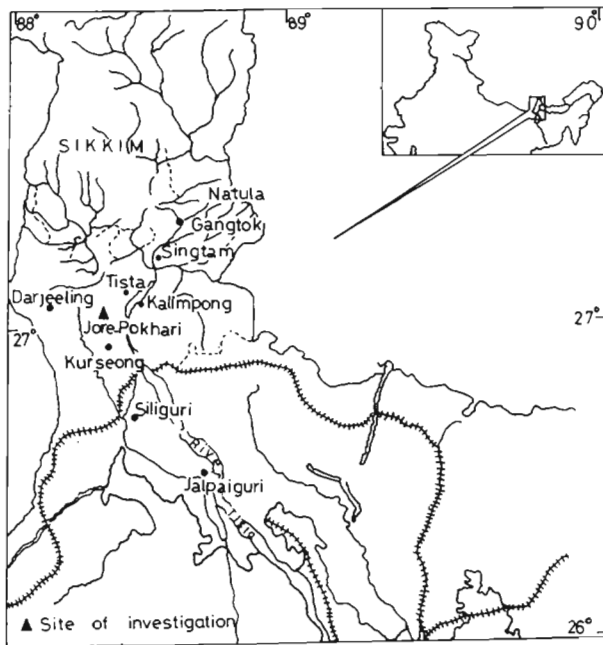 88°
89°
90°
SIKKIM
Natula
Gangtok
Singtam
Tista
Kalimpong
Darjeeling
Jore-Pokhari
27°
27°
Kurseong
Siliguri
RIVER
Jalpaiguri
▲ Site of investigation
26°